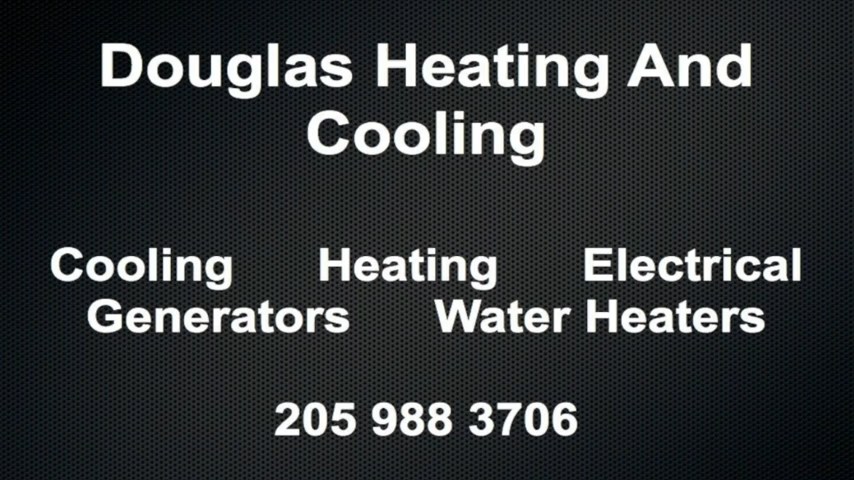 Douglas Heating And
Cooling
Cooling Heating Electrical
Generators Water Heaters
205 988 3706